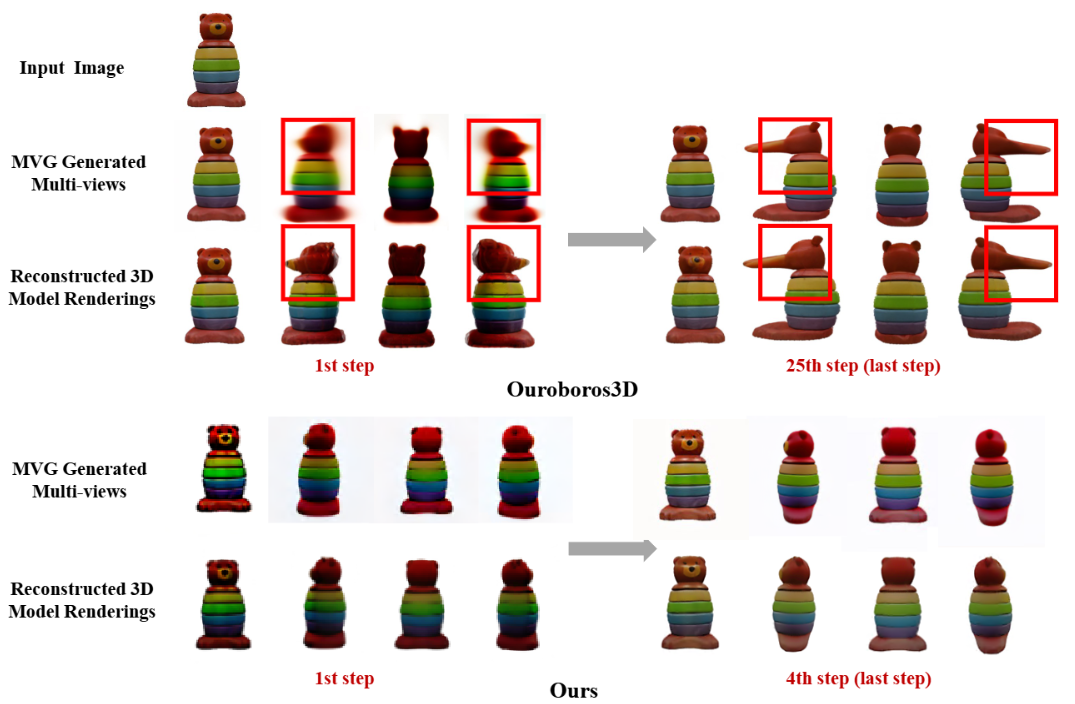 Input Image
MVG Generated
Multi-views
Reconstructed 3D
Model Renderings
1st step
25th step (last step)
Ouroboros3D
MVG Generated
Multi-views
Reconstructed 3D
Model Renderings
1st step
4th step (last step)
Ours